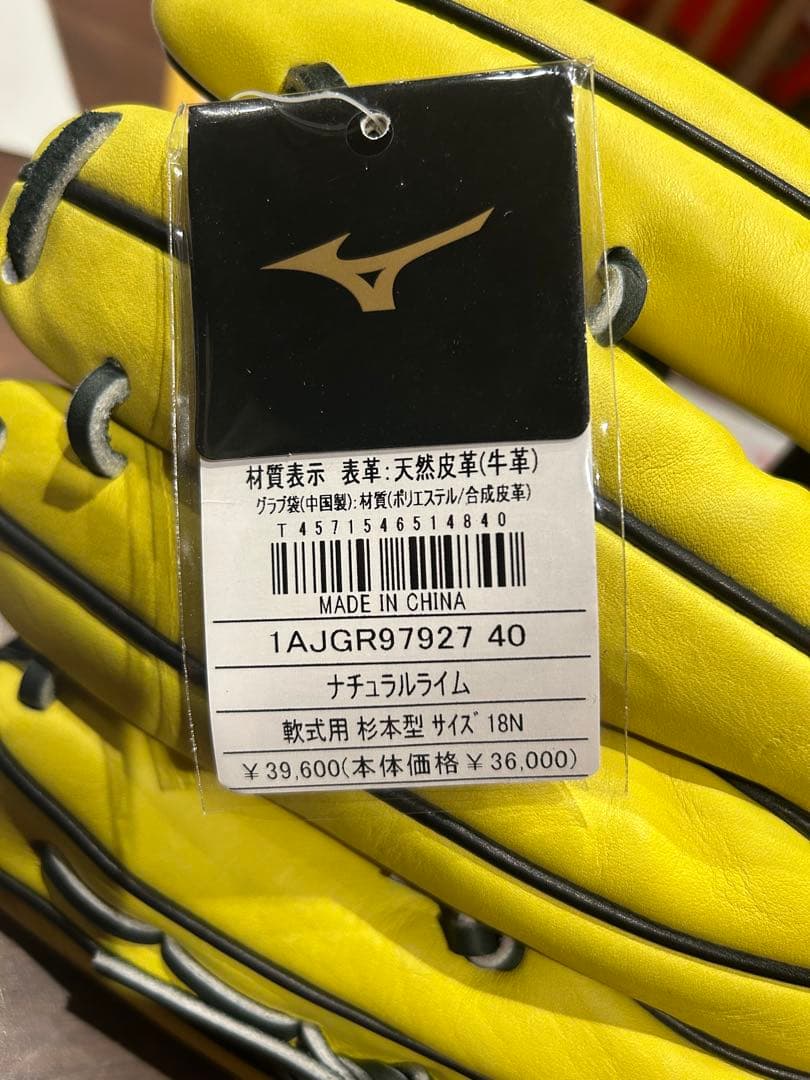 材質表示 表革:天然皮革(牛革)
グラブ袋(中国製):材質(ポリエステル/合成皮革)
T 4571546514840
MADE IN CHINA
1AJGR97927 40
ナチュラルライム
軟式用 杉本型 サイズ 18N
¥39,600(本体価格¥36,000)